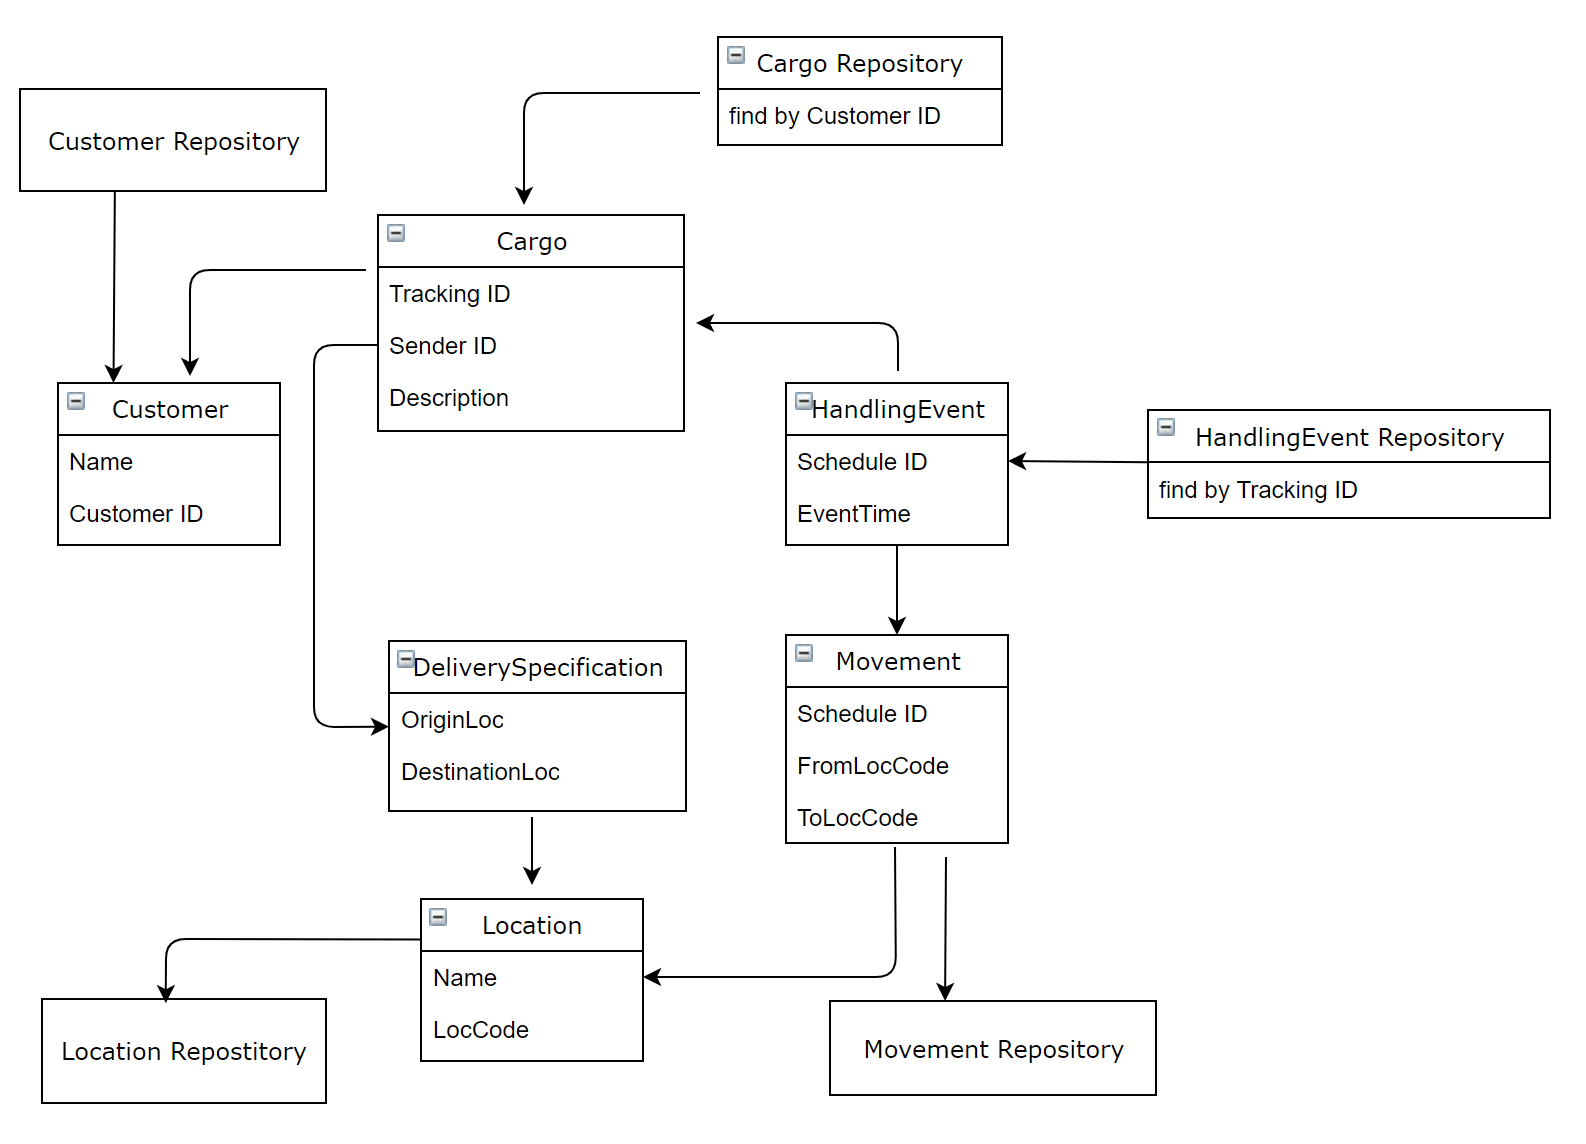 Cargo Repository
find by Customer ID
Customer Repository
Cargo
Tracking ID
Sender ID
Description
Customer
Name
Customer ID
HandlingEvent
Schedule ID
EventTime
HandlingEvent Repository
find by Tracking ID
DeliverySpecification
OriginLoc
DestinationLoc
Movement
Schedule ID
FromLocCode
ToLocCode
Location
Name
LocCode
Location Repostitory
Movement Repository